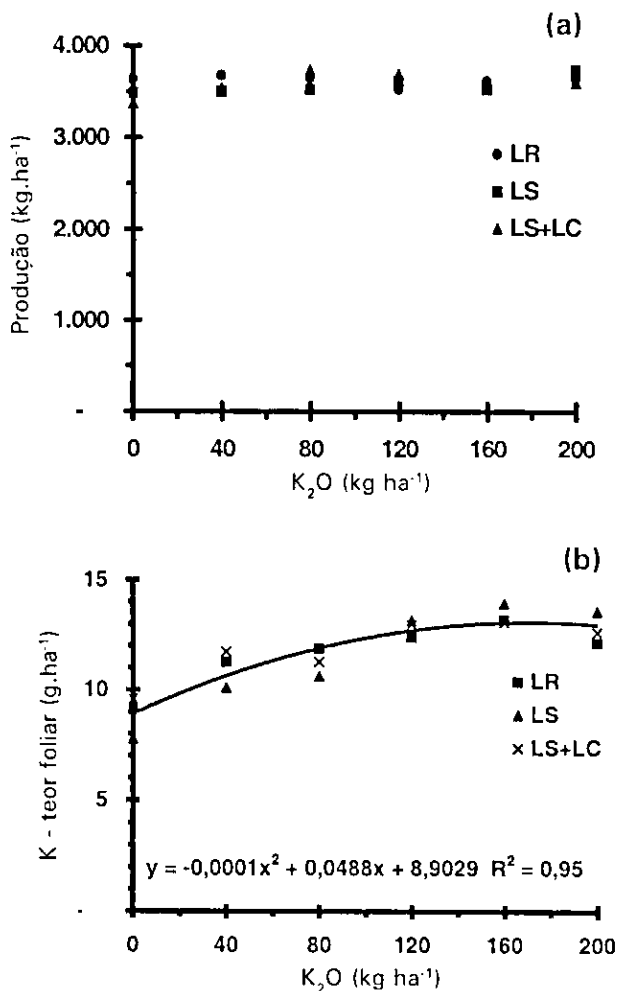 (a)
4.000
3.000
2.000
1.000
-
Produção (kg.ha-1)
LR
LS
LS+LC
0 40 80 120 160 200
K2O (kg ha-1)
(b)
15
10
5
-
K - teor foliar (g.ha-1)
LR
LS
LS+LC
y = -0,0001x² + 0,0488x + 8,9029 R² = 0,95
0 40 80 120 160 200
K2O (kg ha-1)